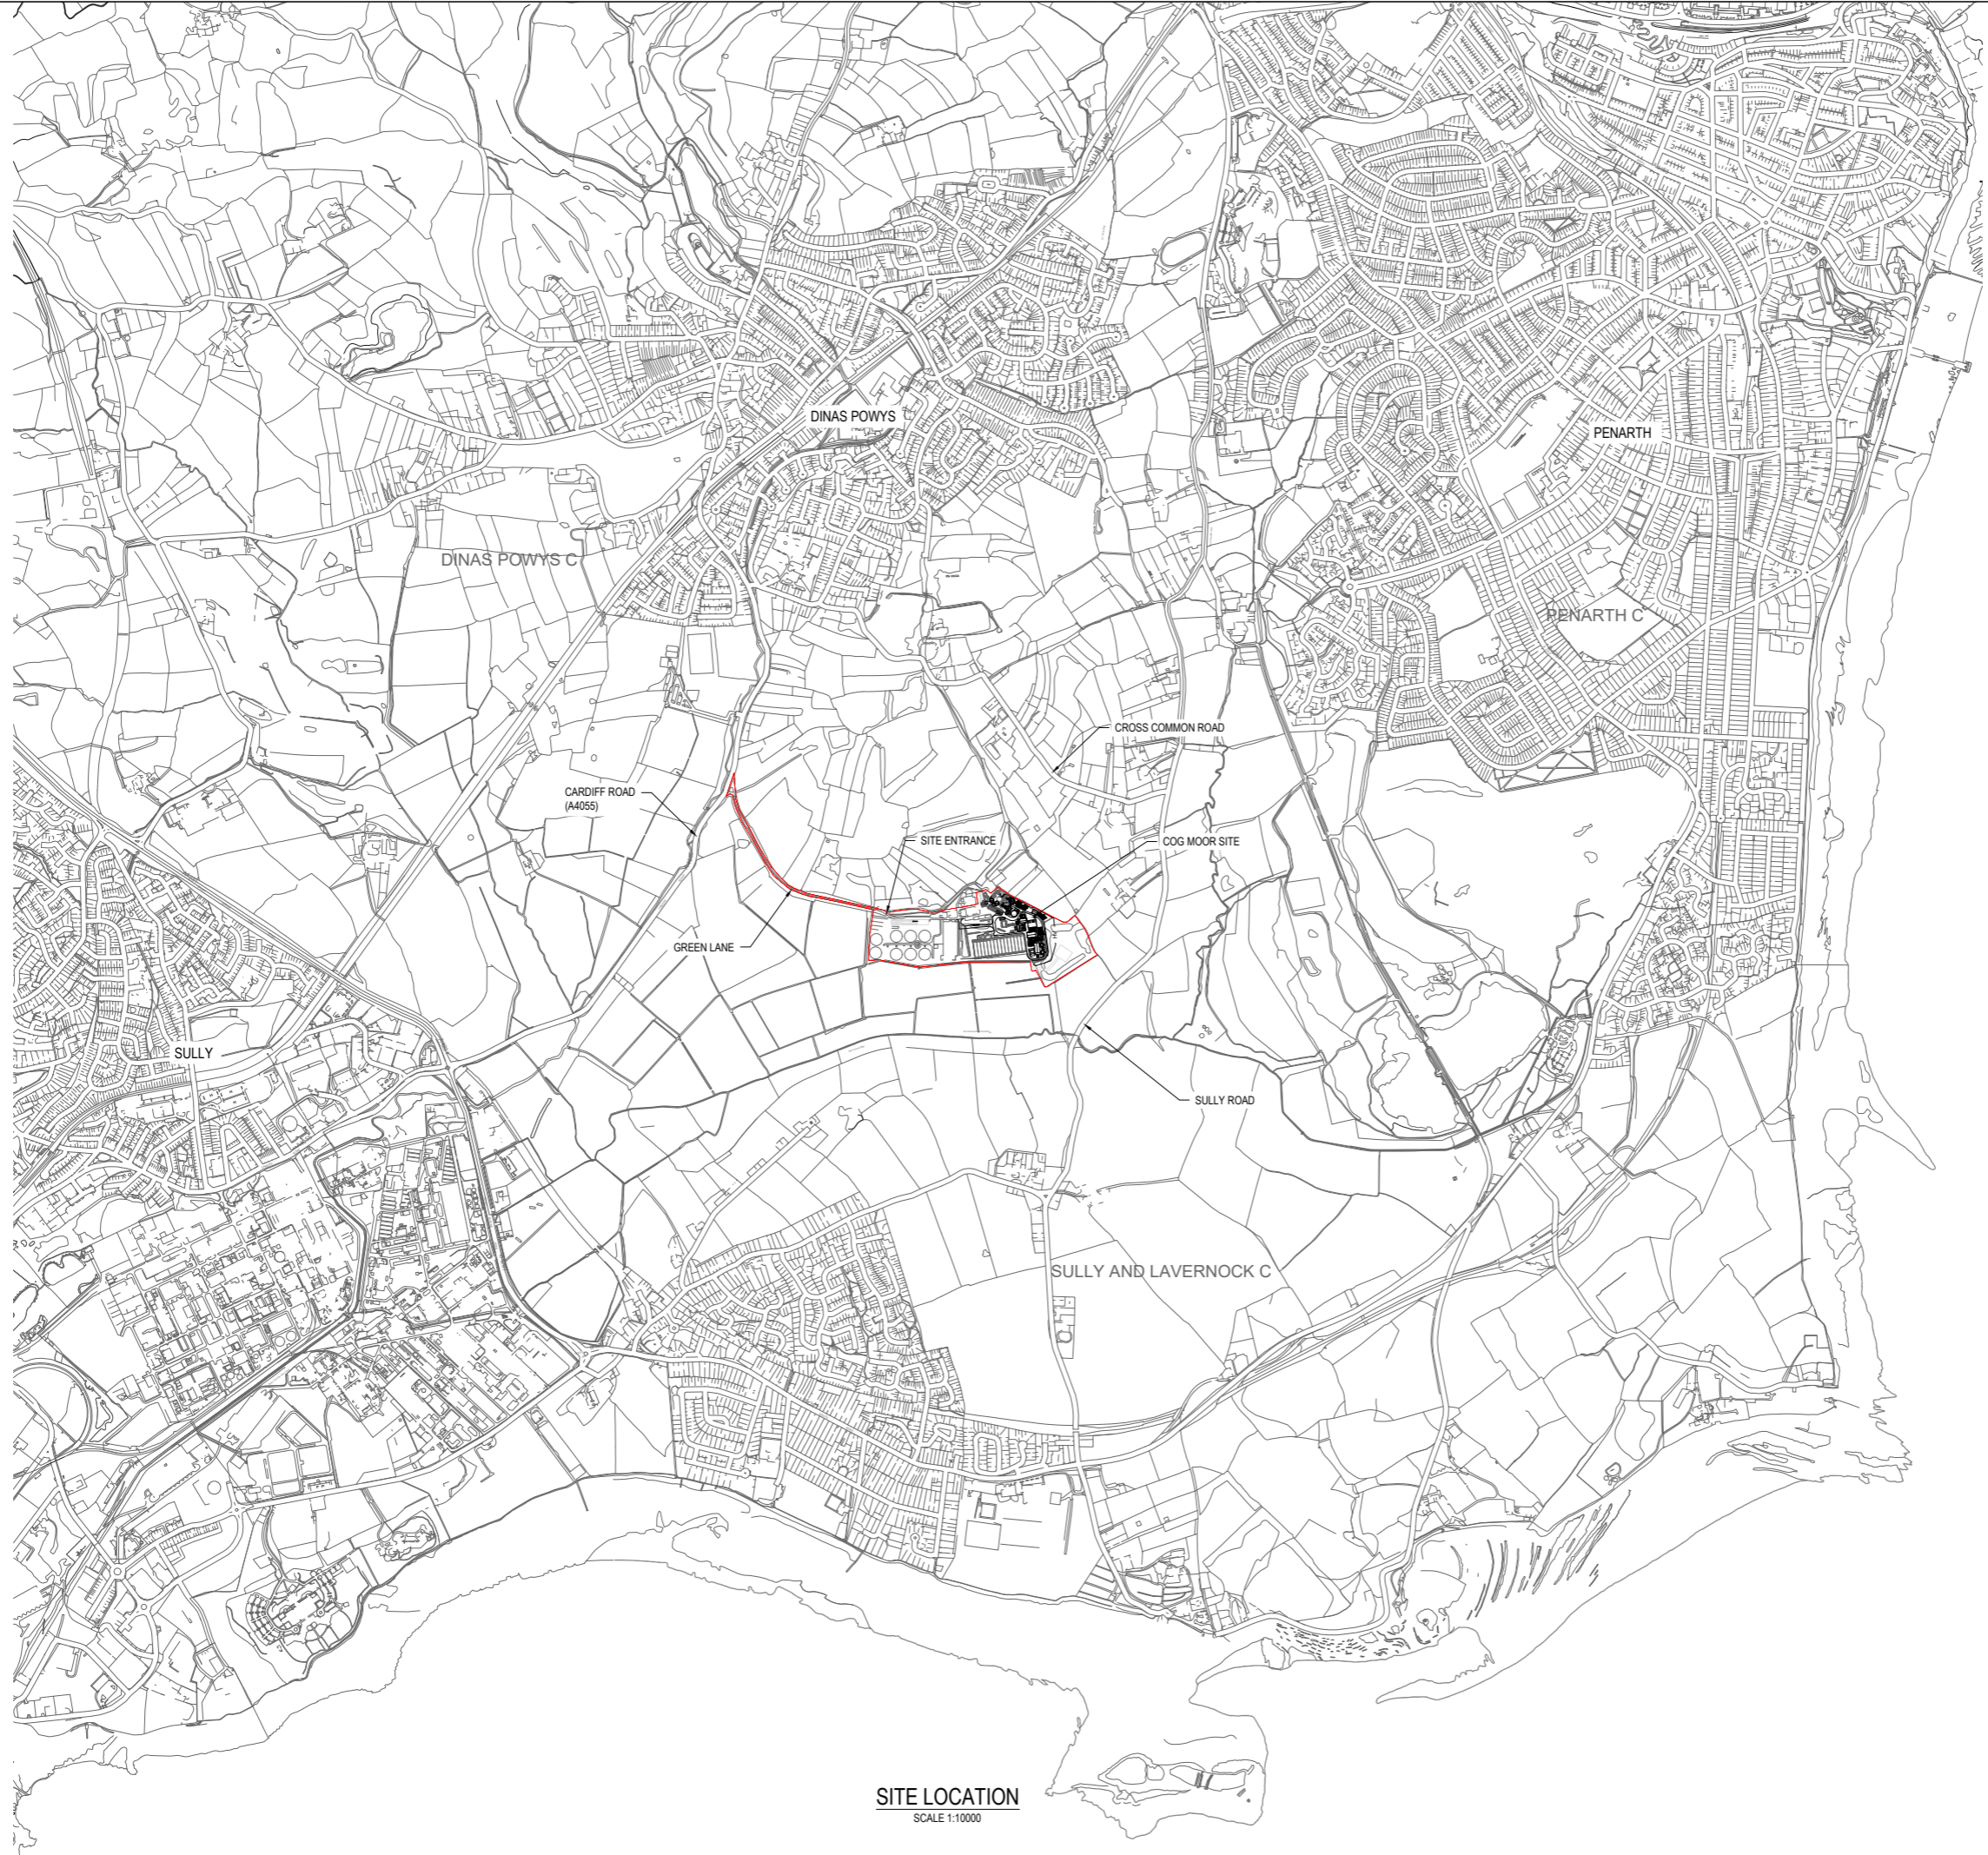 DINAS POWYS
PENARTH
DINAS POWYS C
PENARTH C
CROSS COMMON ROAD
CARDIFF ROAD
(A4055)
SITE ENTRANCE
COG MOOR SITE
GREEN LANE
SULLY
SULLY ROAD
SULLY AND LAVERNOCK C
SITE LOCATION
SCALE 1:10000